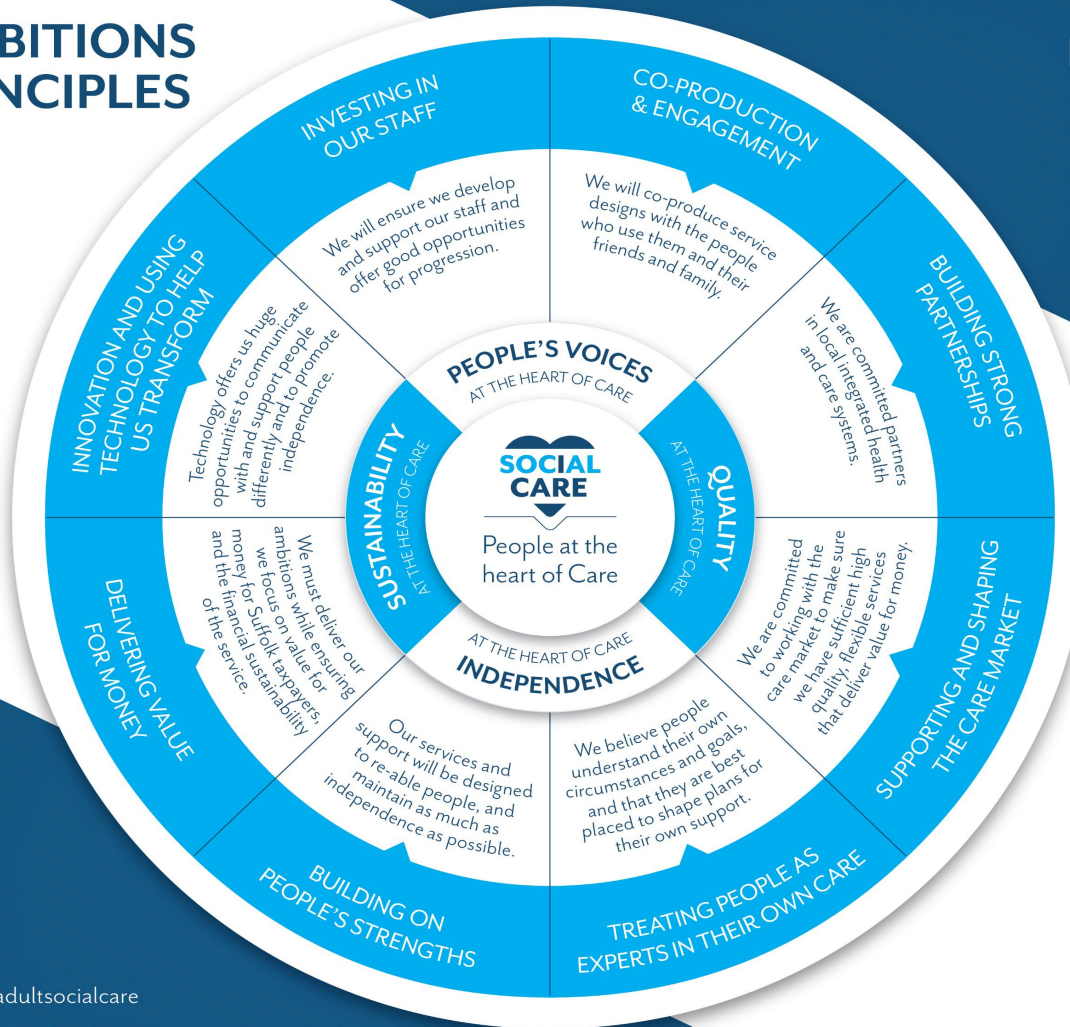 BITIONS
NCIPLES
INVESTING IN
OUR STAFF
We will ensure we develop
and support our staff and
offer good opportunities
for progression.
CO-PRODUCTION
& ENGAGEMENT
We will co-produce service
designs with the people
who use them and their
friends and family.
BUILDING STRONG
PARTNERSHIPS
We are committed partners
in local integrated health
and care systems.
SUPPORTING AND SHAPING
THE CARE MARKET
We are committed
to working with the
care market to make sure
we have sufficient high
quality, flexible services
that deliver value for money.
TREATING PEOPLE AS
EXPERTS IN THEIR OWN CARE
We believe people
understand their own
circumstances and goals,
and that they are best
placed to shape plans for
their own support.
BUILDING ON
PEOPLE'S STRENGTHS
Our services and
support will be designed
to re-able people, and
maintain as much as
independence as possible.
DELIVERING VALUE
FOR MONEY
We must deliver our
ambitions while ensuring
we focus on value for
money for Suffolk taxpayers,
and the financial sustainability
of the service.
INNOVATION AND USING
TECHNOLOGY TO HELP
US TRANSFORM
Technology offers us huge
opportunities to communicate
with and support people
differently and to promote
independence.
PEOPLE'S VOICES
AT THE HEART OF CARE
QUALITY
AT THE HEART OF CARE
AT THE HEART OF CARE
INDEPENDENCE
SUSTAINABILITY
AT THE HEART OF CARE
SOCIAL
CARE
People at the
heart of Care
adultsocialcare